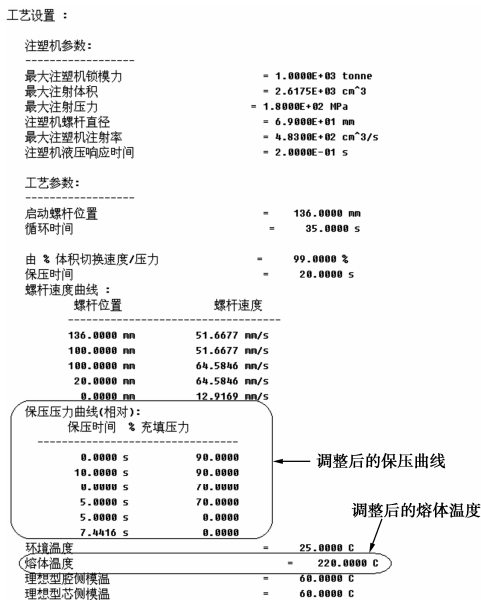 工艺设置 :
注塑机参数:
------------------
最大注塑机锁模力 = 1.0000E+03 tonne
最大注射体积 = 2.6175E+03 cm^3
最大注射压力 = 1.8000E+02 MPa
注塑机螺杆直径 = 6.9000E+01 mm
最大注塑机注射率 = 4.8300E+02 cm^3/s
注塑机液压响应时间 = 2.0000E-01 s
工艺参数:
------------------
启动螺杆位置 = 136.0000 mm
循环时间 = 35.0000 s
由 % 体积切换速度/压力 = 99.0000 %
保压时间 = 20.0000 s
螺杆速度曲线 :
螺杆位置 螺杆速度
-----------------------------------
136.0000 mm 51.6677 mm/s
100.0000 mm 51.6677 mm/s
100.0000 mm 64.5846 mm/s
20.0000 mm 64.5846 mm/s
0.0000 mm 12.9169 mm/s
保压压力曲线(相对):
保压时间 % 充填压力
---------------------------------
0.0000 s 90.0000
10.0000 s 90.0000
0.0000 s 70.0000
5.0000 s 70.0000
5.0000 s 0.0000
7.4416 s 0.0000
调整后的保压曲线
调整后的熔体温度
环境温度 = 25.0000 C
熔体温度 = 220.0000 C
理想型腔侧模温 = 60.0000 C
理想型芯侧模温 = 60.0000 C